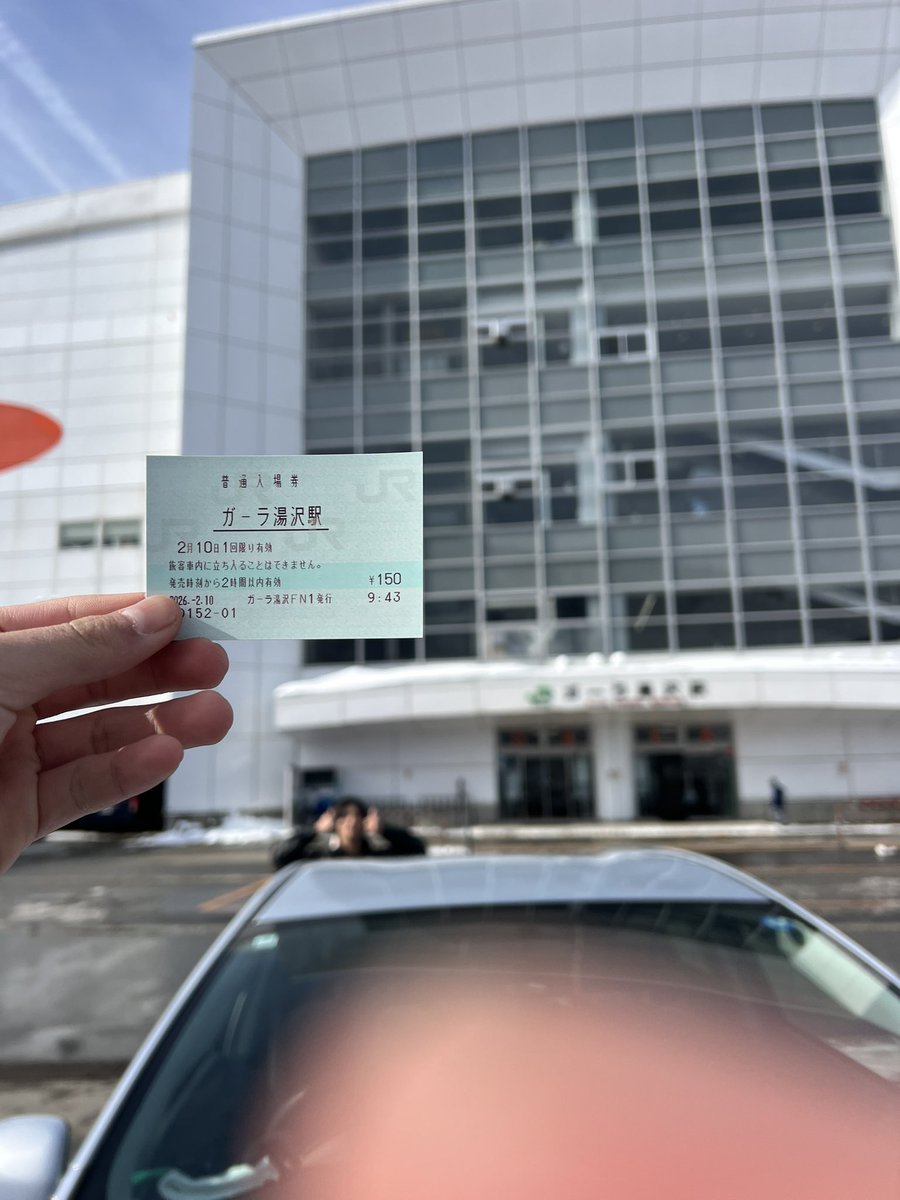 普通入場券
ガーラ湯沢駅
2月10日1回限り有効
旅客車内に立ち入ることはできません。
発売時刻から2時間以内有効 ¥150
2026.-2.10 ガーラ湯沢FN1発行 9:43
0152-01
ガーラ湯沢駅